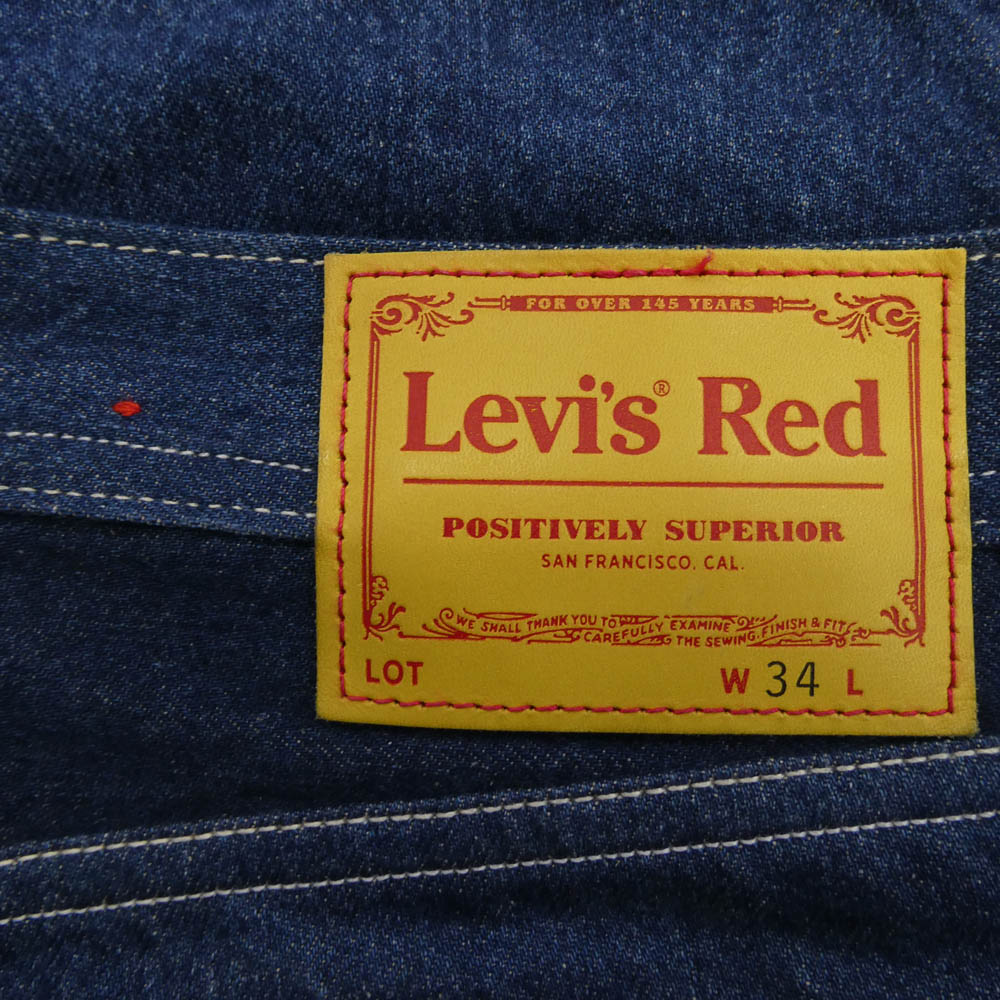 FOR OVER 145 YEARS
Levi's® Red
POSITIVELY SUPERIOR
SAN FRANCISCO, CAL.
WE SHALL THANK YOU TO
CAREFULLY EXAMINE
THE SEWING, FINISH & FIT
LOT W 34 L